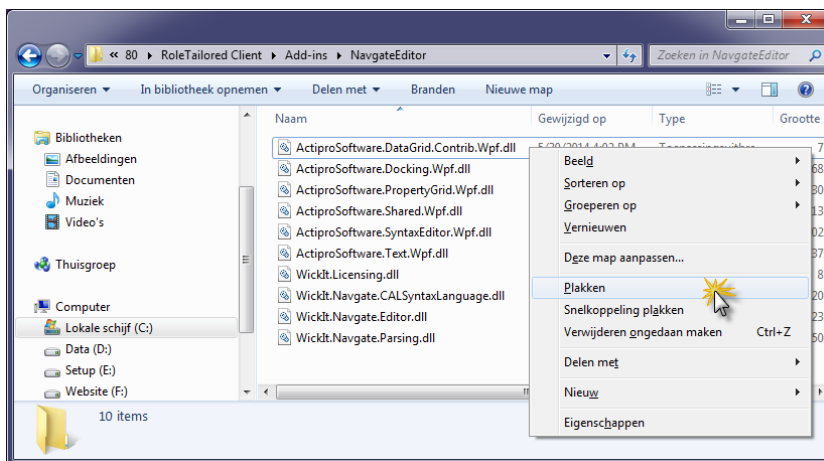 « 80 RoleTailored Client Add-ins NavgateEditor Zoeken in NavgateEditor
Organiseren In bibliotheek opnemen Delen met Branden Nieuwe map
Naam Gewijzigd op Type Grootte
Bibliotheken
Afbeeldingen
Documenten
Muziek
Video's
Thuisgroep
Computer
Lokale schijf (C:)
Data (D:)
Setup (E:)
Website (F:)
ActiproSoftware.DataGrid.Contrib.Wpf.dll
ActiproSoftware.Docking.Wpf.dll
ActiproSoftware.PropertyGrid.Wpf.dll
ActiproSoftware.Shared.Wpf.dll
ActiproSoftware.SyntaxEditor.Wpf.dll
ActiproSoftware.Text.Wpf.dll
WickIt.Licensing.dll
WickIt.Navgate.CALSyntaxLanguage.dll
WickIt.Navgate.Editor.dll
WickIt.Navgate.Parsing.dll
Beeld
Sorteren op
Groeperen op
Vernieuwen
Deze map aanpassen...
Plakken
Snelkoppeling plakken
Verwijderen ongedaan maken Ctrl+Z
Delen met
Nieuw
Eigenschappen
10 items